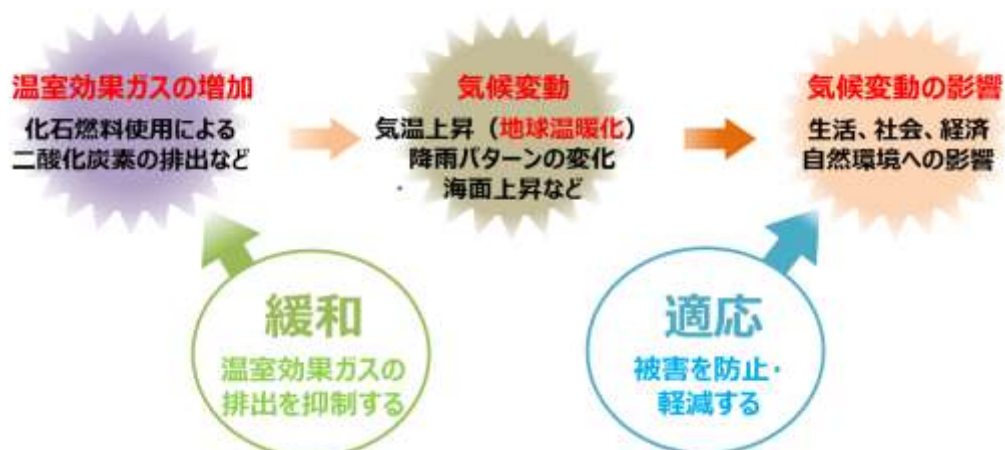 温室効果ガスの増加
化石燃料使用による
二酸化炭素の排出など
気候変動
気温上昇（地球温暖化）
降雨パターンの変化
海面上昇など
気候変動の影響
生活、社会、経済
自然環境への影響
緩和
温室効果ガスの
排出を抑制する
適応
被害を防止・
軽減する